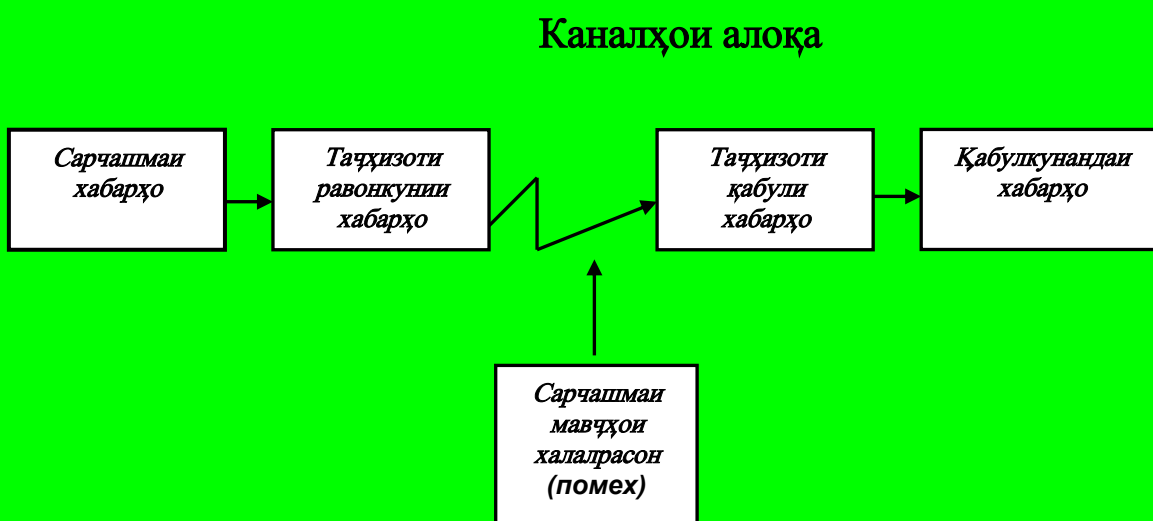 Каналҳои алоқа
Сарчашмаи
хабарҳо
Таҷҳизоти
равонкунии
хабарҳо
Таҷҳизоти
қабули
хабарҳо
Қабулкунандаи
хабарҳо
Сарчашмаи
мавҷҳои
халалрасон
(помех)